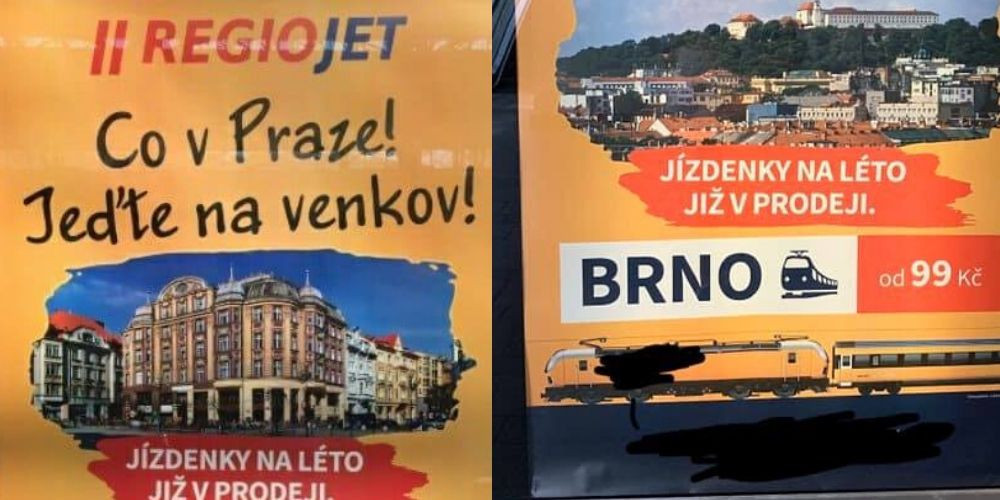 REGIOJET
Co v Praze!
Jeďte na venkov!
JÍZDENKY NA LÉTO
JIŽ V PRODEJI.
JÍZDENKY NA LÉTO
JIŽ V PRODEJI.
BRNO
od 99 Kč